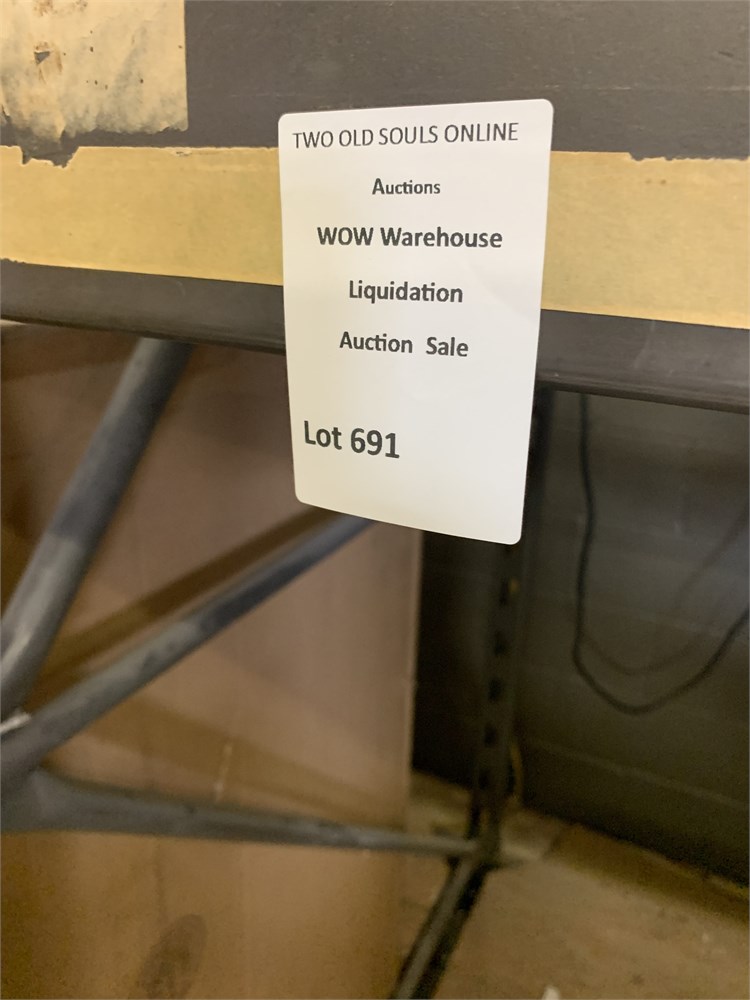 TWO OLD SOULS ONLINE
Auctions
WOW Warehouse
Liquidation
Auction Sale
Lot 691